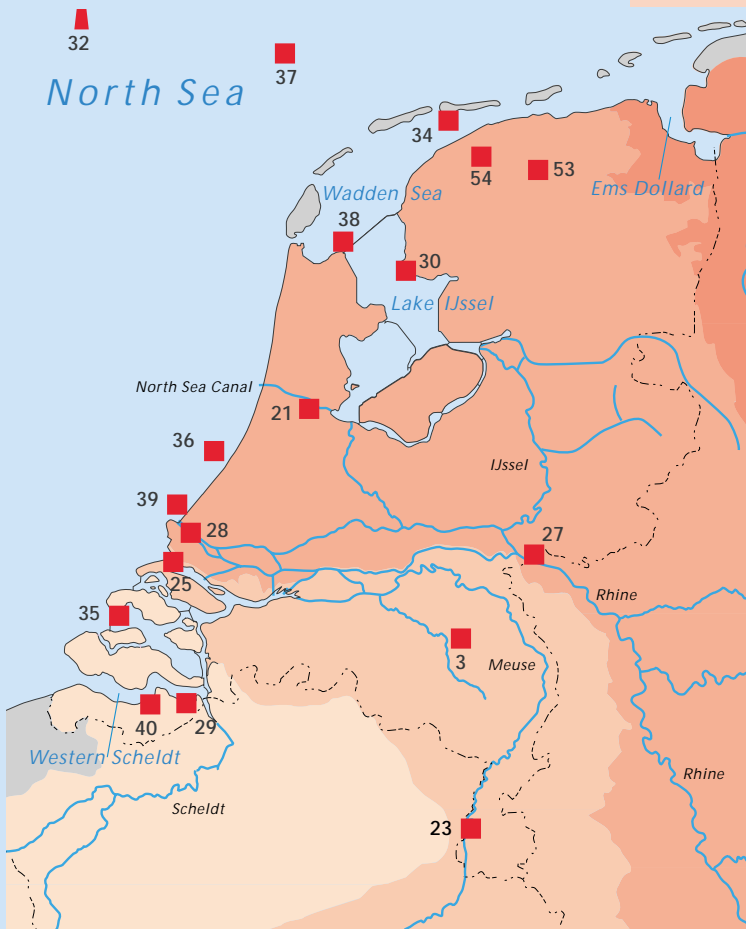 32
37
North Sea
34
54
53
Ems Dollard
Wadden Sea
38
30
Lake IJssel
North Sea Canal
21
36
IJssel
39
28
27
25
Rhine
35
3
Meuse
40
29
Western Scheldt
Rhine
Scheldt
23